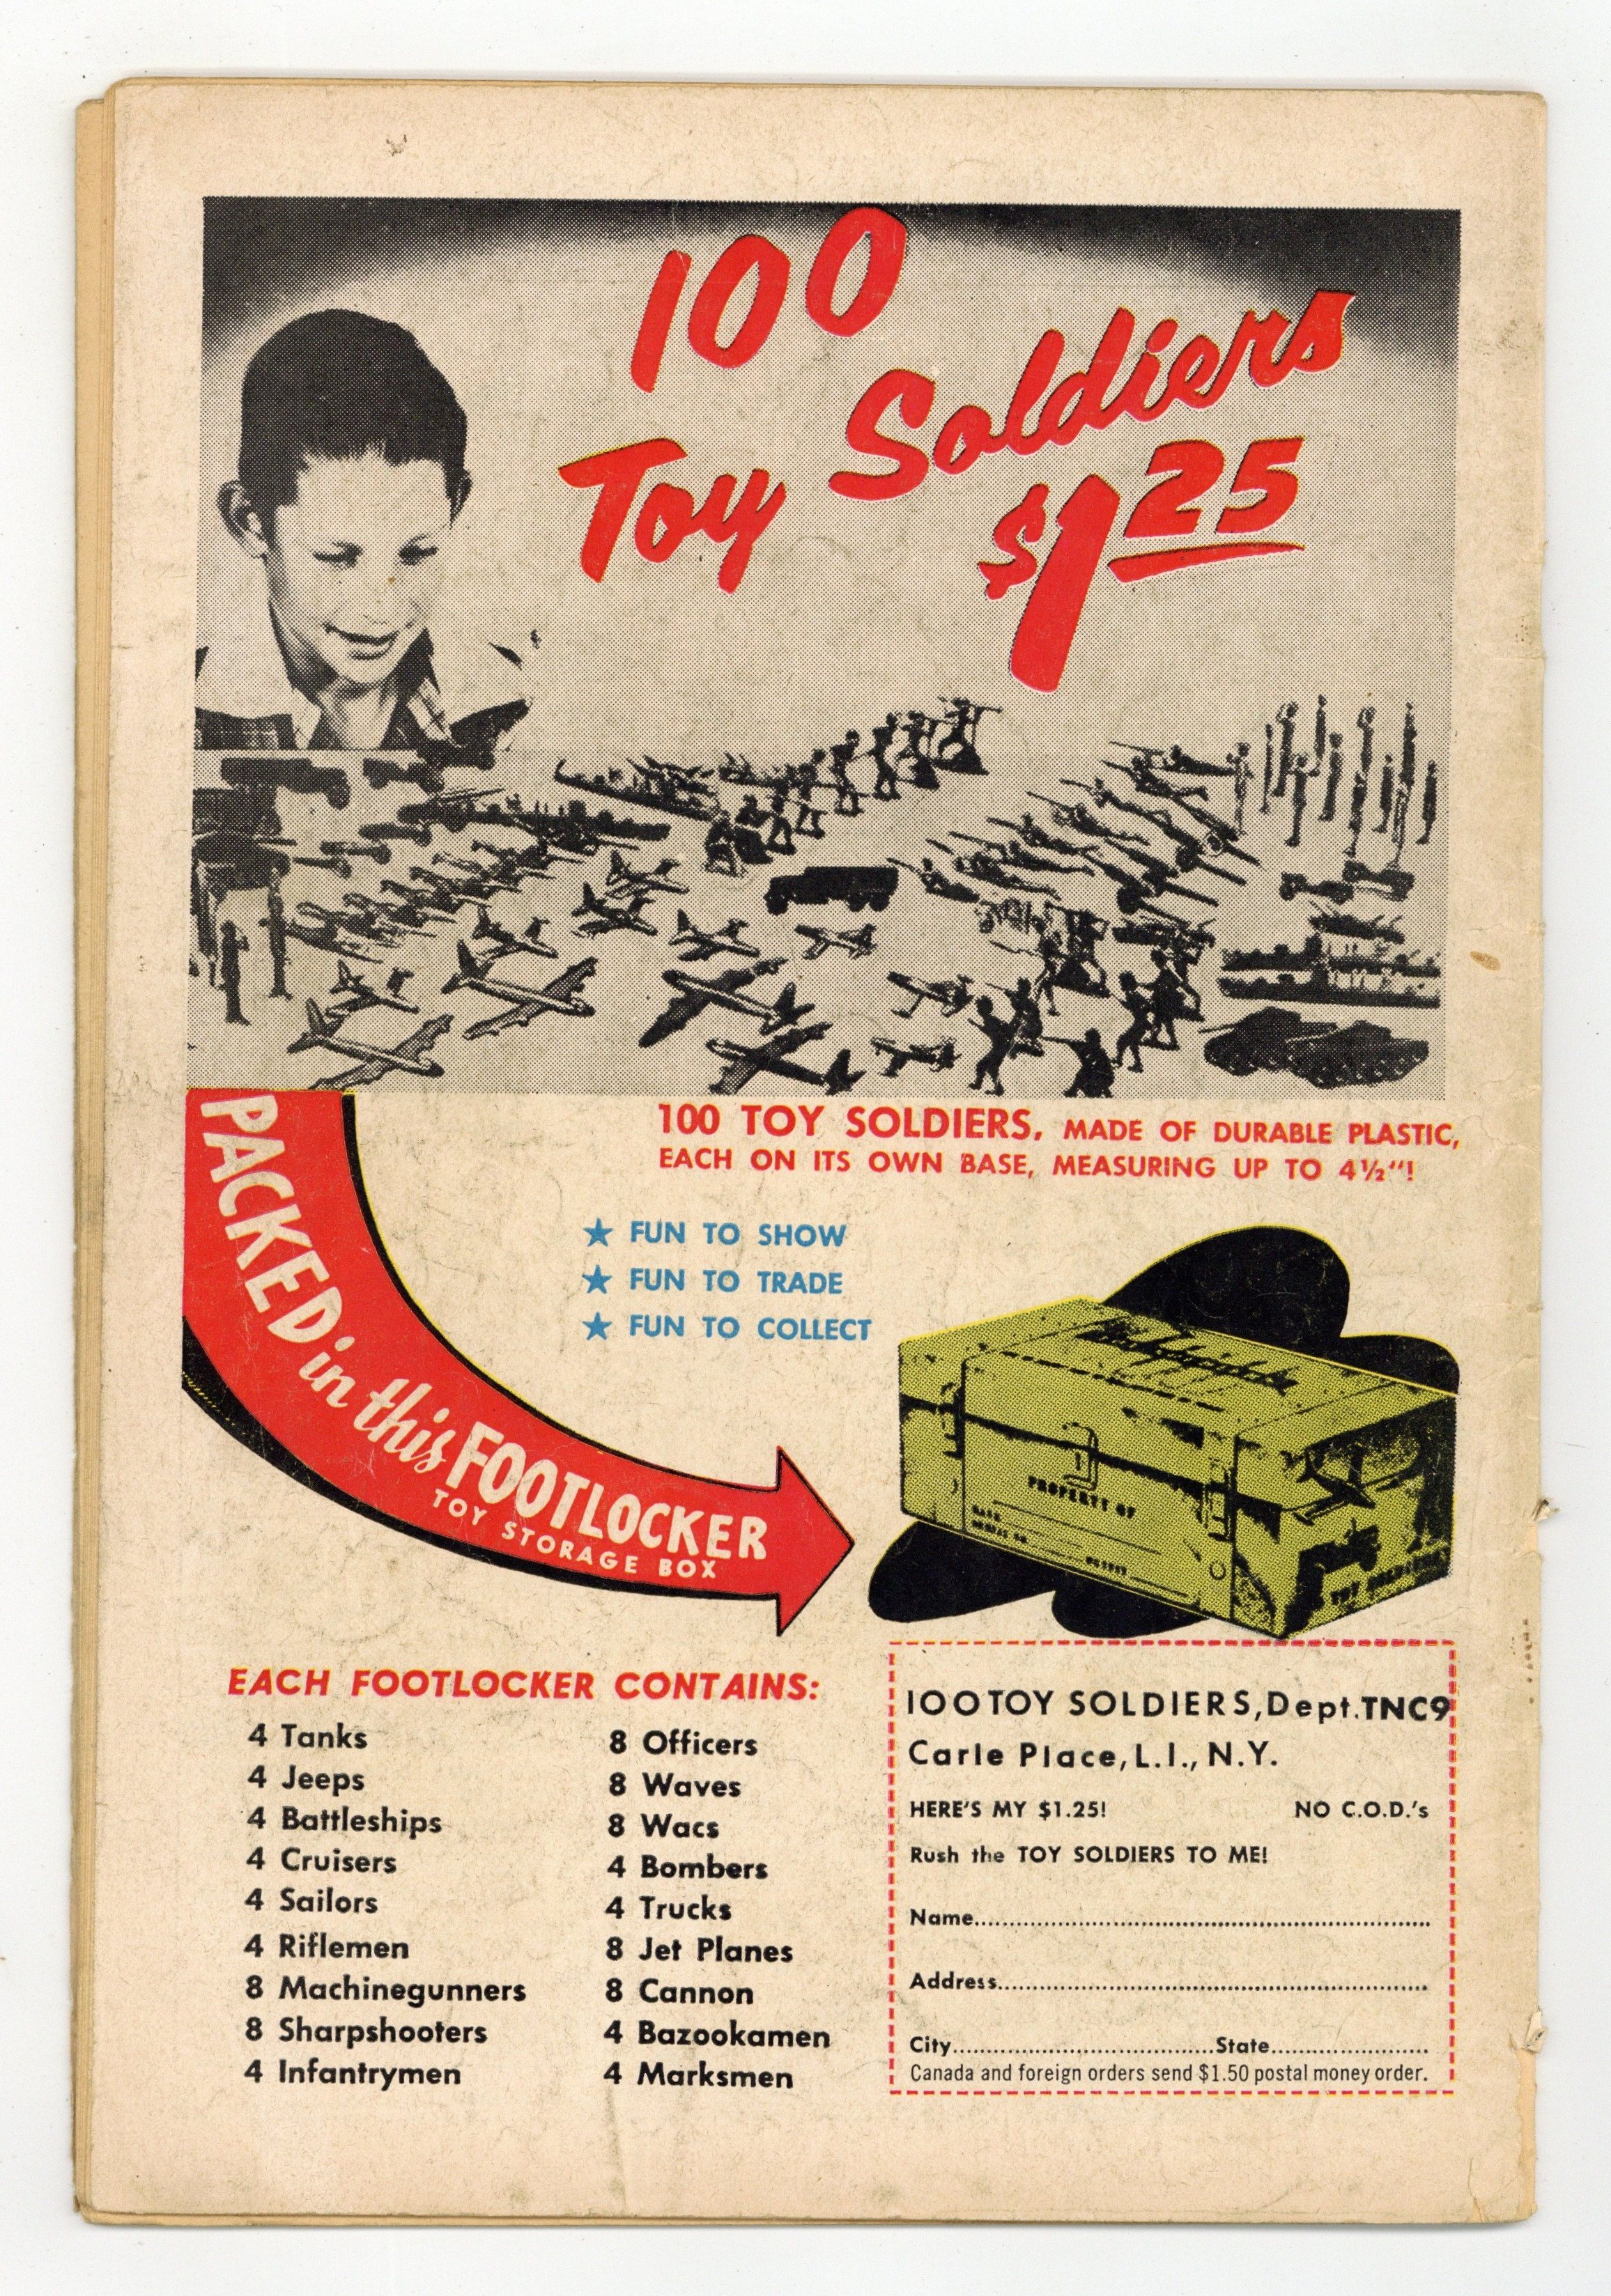 100
Toy Soldiers
$1.25
100 TOY SOLDIERS, MADE OF DURABLE PLASTIC,
EACH ON ITS OWN BASE, MEASURING UP TO 4½"!
PACKED in this FOOTLOCKER
TOY STORAGE BOX
★ FUN TO SHOW
★ FUN TO TRADE
★ FUN TO COLLECT
PROPERTY OF
TOY SOLDIERS
EACH FOOTLOCKER CONTAINS:
4 Tanks
4 Jeeps
4 Battleships
4 Cruisers
4 Sailors
4 Riflemen
8 Machinegunners
8 Sharpshooters
4 Infantrymen
8 Officers
8 Waves
8 Wacs
4 Bombers
4 Trucks
8 Jet Planes
8 Cannon
4 Bazookamen
4 Marksmen
100 TOY SOLDIERS, Dept. TNC9
Carle Place, L.I., N.Y.
HERE'S MY $1.25! NO C.O.D.'s
Rush the TOY SOLDIERS TO ME!
Name
Address
City State
Canada and foreign orders send $1.50 postal money order.